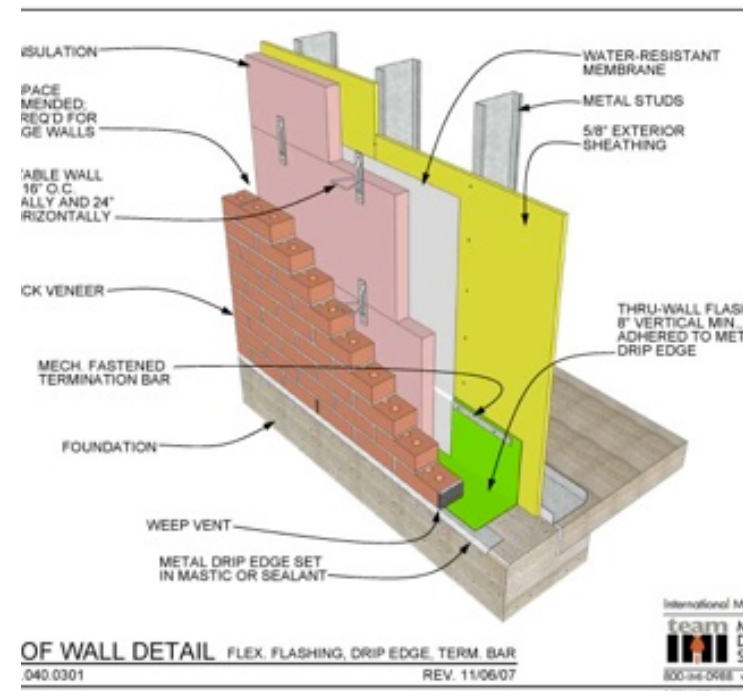 NSULATION
PACE
MENDED;
REQ'D FOR
GE WALLS
TABLE WALL
16" O.C.
ALLY AND 24"
RIZONTALLY
CK VENEER
MECH. FASTENED
TERMINATION BAR
FOUNDATION
WEEP VENT
METAL DRIP EDGE SET
IN MASTIC OR SEALANT
WATER-RESISTANT
MEMBRANE
METAL STUDS
5/8" EXTERIOR
SHEATHING
THRU-WALL FLASI
8" VERTICAL MIN.,
ADHERED TO MET
DRIP EDGE
OF WALL DETAIL FLEX. FLASHING, DRIP EDGE, TERM. BAR
.040.0301 REV. 11/06/07
International M
team